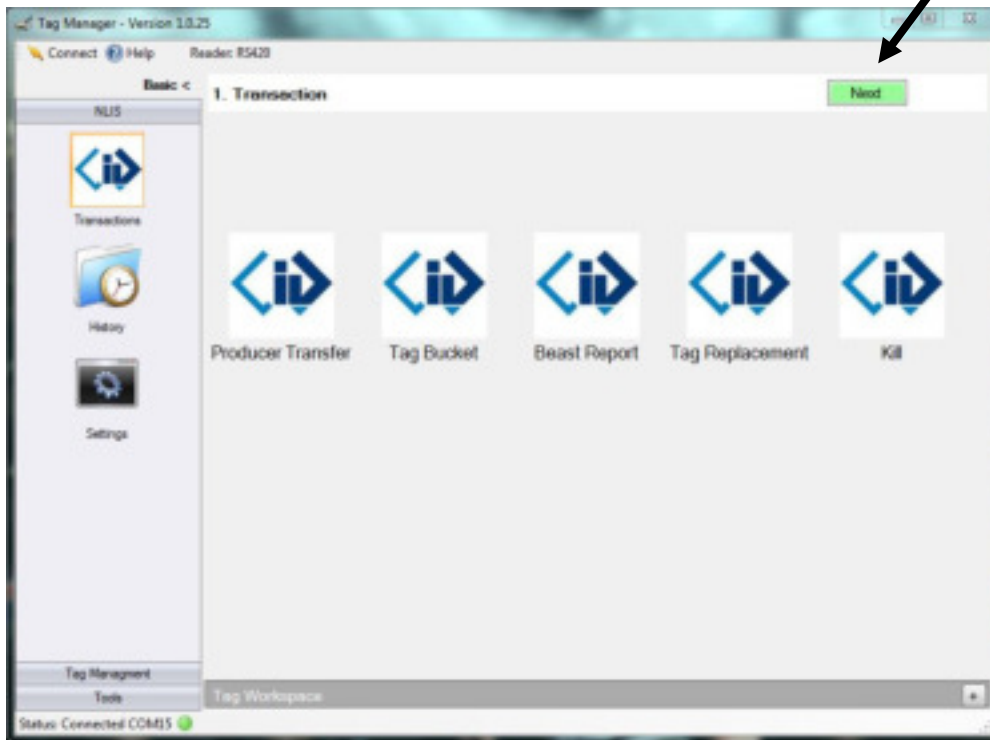 Tag Manager - Version 1.0.25
Connect Help Reader: RS420
Basic <
1. Transaction
Next
NLIS
Transactions
History
Settings
Producer Transfer
Tag Bucket
Beast Report
Tag Replacement
Kill
Tag Managment
Tools
Tag Workspace
+
Status: Connected COM15